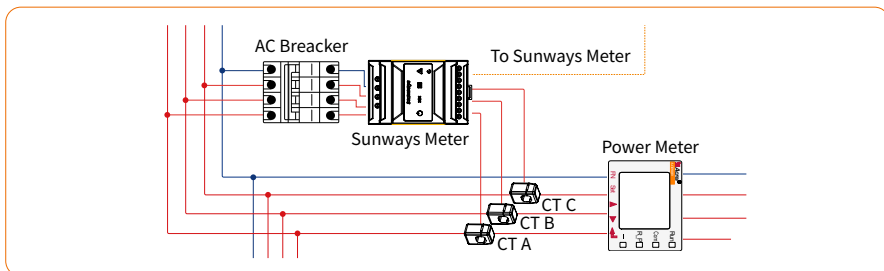 AC Breacker
To Sunways Meter
Sunways Meter
Power Meter
CT C
CT B
CT A